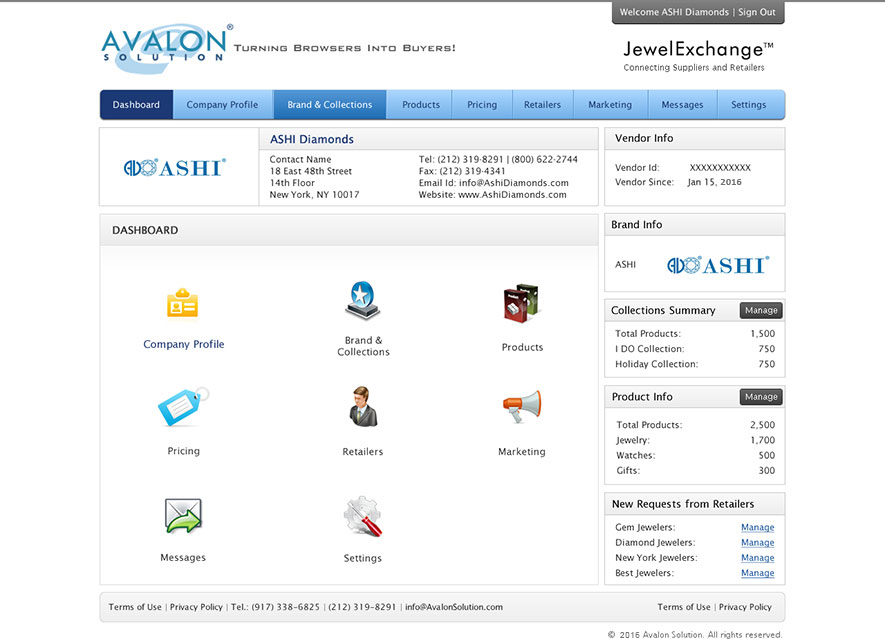 Welcome ASHI Diamonds | Sign Out
AVALON®
SOLUTION
TURNING BROWSERS INTO BUYERS!
JewelExchange™
Connecting Suppliers and Retailers
Dashboard Company Profile Brand & Collections Products Pricing Retailers Marketing Messages Settings
ASHI®
ASHI Diamonds
Contact Name
18 East 48th Street
14th Floor
New York, NY 10017
Tel: (212) 319-8291 | (800) 622-2744
Fax: (212) 319-4341
Email Id: info@AshiDiamonds.com
Website: www.AshiDiamonds.com
Vendor Info
Vendor Id: XXXXXXXXXXX
Vendor Since: Jan 15, 2016
DASHBOARD
Company Profile
Brand &
Collections
Products
Pricing
Retailers
Marketing
Messages
Settings
Brand Info
ASHI ASHI®
Collections Summary Manage
Total Products: 1,500
I DO Collection: 750
Holiday Collection: 750
Product Info Manage
Total Products: 2,500
Jewelry: 1,700
Watches: 500
Gifts: 300
New Requests from Retailers
Gem Jewelers: Manage
Diamond Jewelers: Manage
New York Jewelers: Manage
Best Jewelers: Manage
Terms of Use | Privacy Policy | Tel.: (917) 338-6825 | (212) 319-8291 | info@AvalonSolution.com
Terms of Use | Privacy Policy
© 2016 Avalon Solution. All rights reserved.